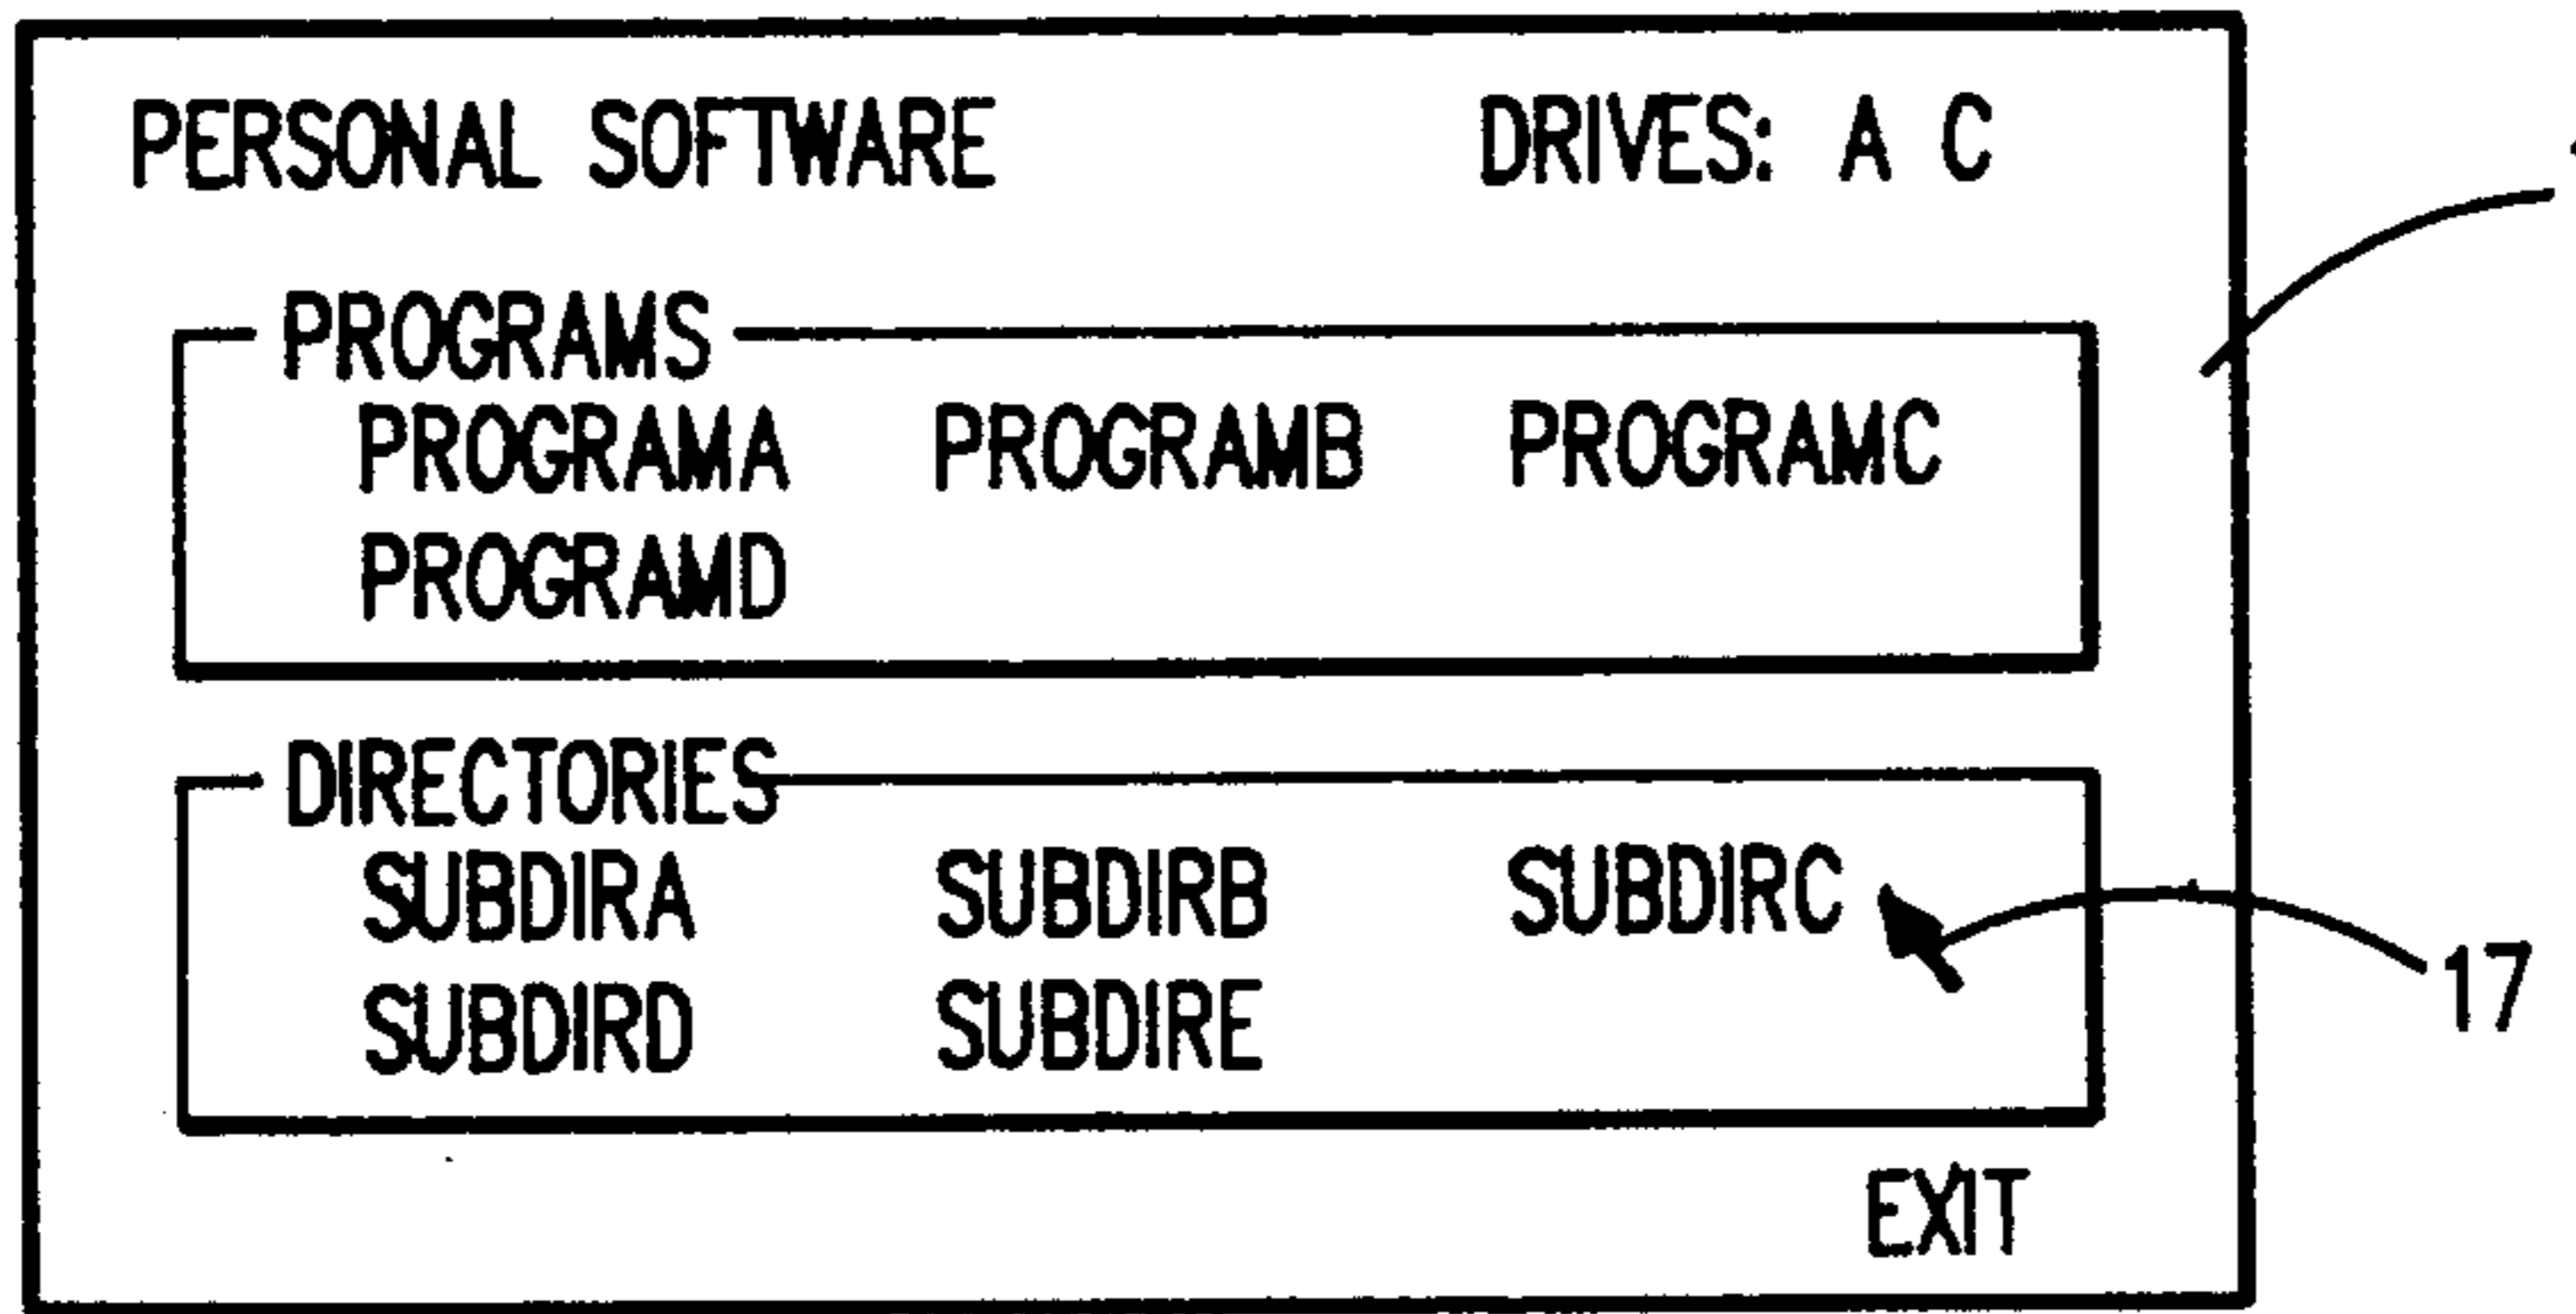 PERSONAL SOFTWARE DRIVES: A C
PROGRAMS
PROGRAMA PROGRAMB PROGRAMC
PROGRAMD
DIRECTORIES
SUBDIRA SUBDIRB SUBDIRC
SUBDIRD SUBDIRE
17
EXIT